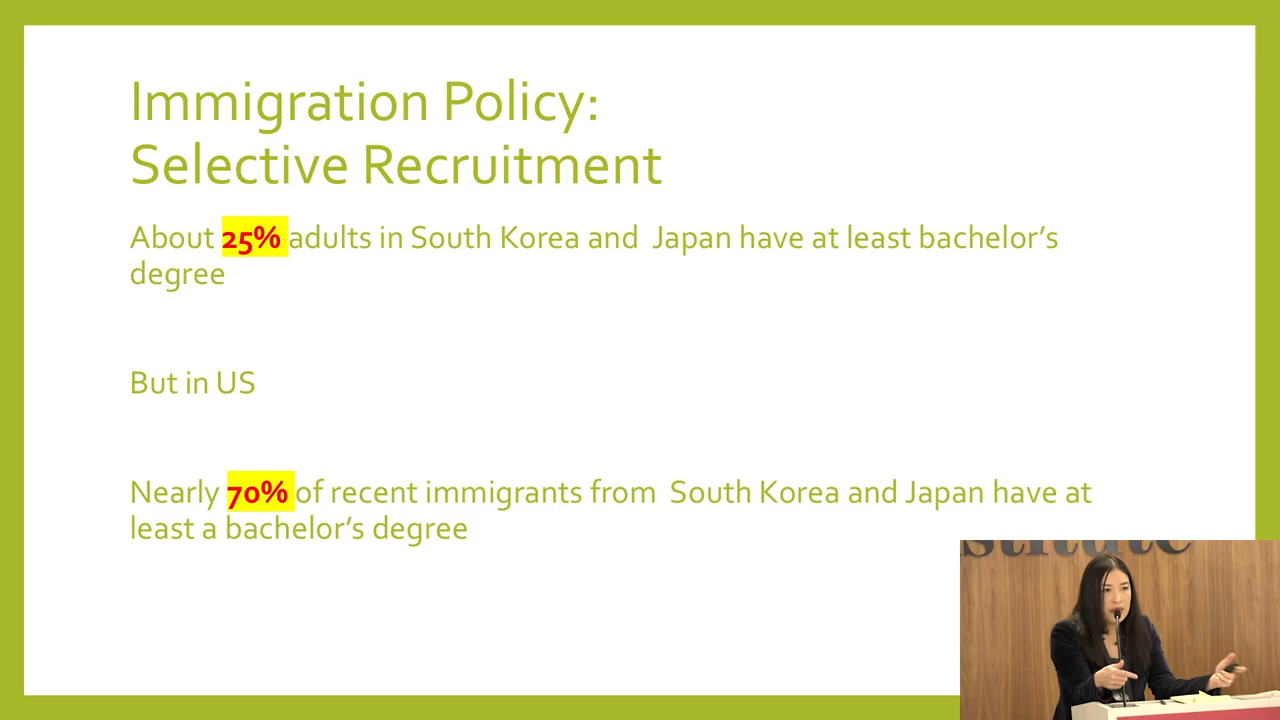 Immigration Policy:
Selective Recruitment
About 25% adults in South Korea and  Japan have at least bachelor’s
degree
But in US
Nearly 70% of recent immigrants from  South Korea and Japan have at
least a bachelor’s degree